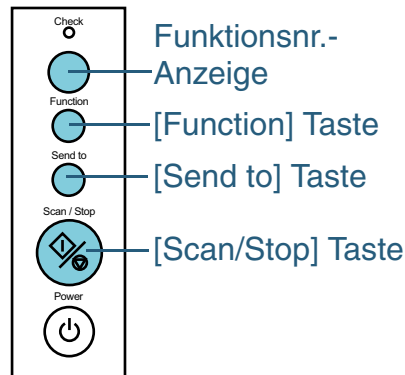 Check
Funktionsnr.-
Anzeige
Function
[Function] Taste
Send to
[Send to] Taste
Scan / Stop
[Scan/Stop] Taste
Power